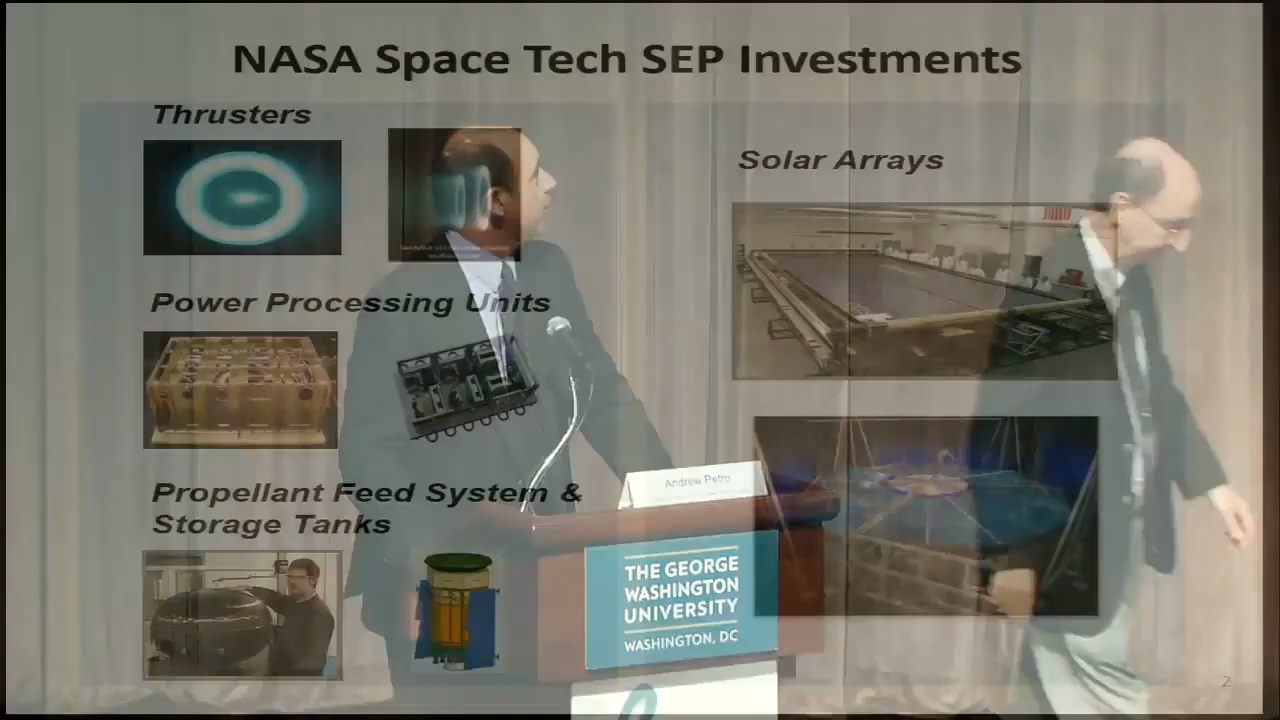 NASA Space Tech SEP Investments
Thrusters
Solar Arrays
Power Processing Units
Propellant Feed System &
Storage Tanks
Andrew Petro
THE GEORGE
WASHINGTON
UNIVERSITY
WASHINGTON, DC
2